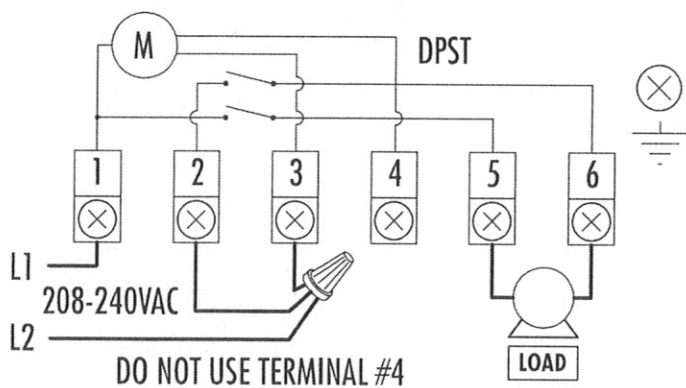 M
DPST
1 2 3 4 5 6
L1
208-240VAC
L2
DO NOT USE TERMINAL #4
LOAD